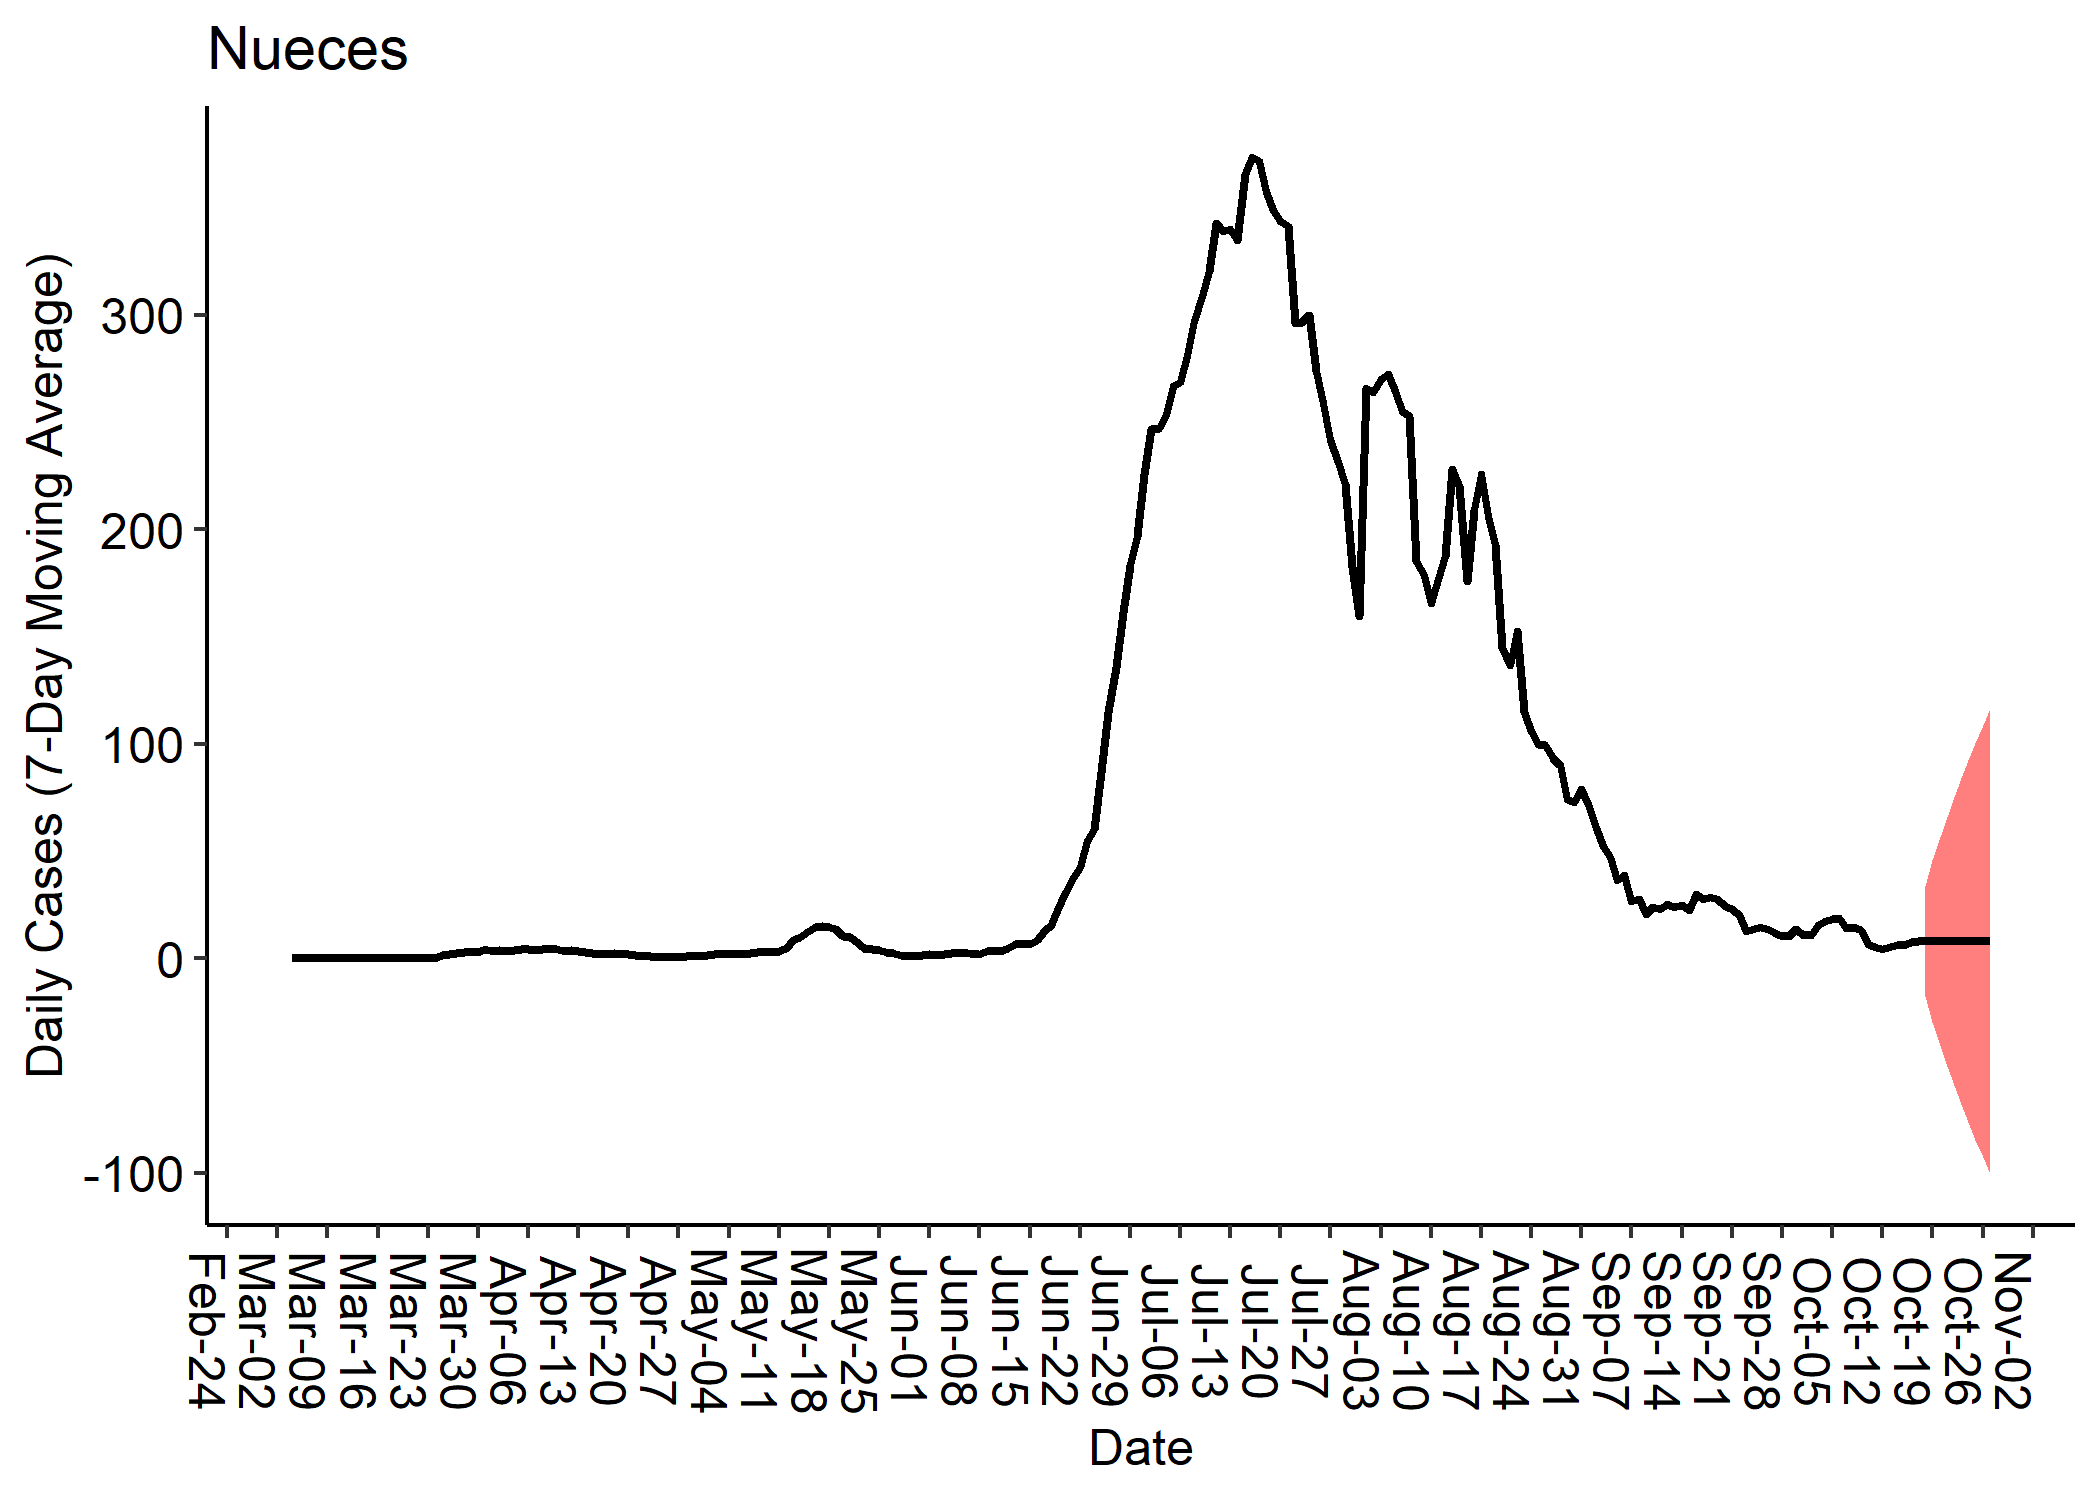 Nueces
Daily Cases (7-Day Moving Average)
300
200
100
0
-100
Feb-24
Mar-02
Mar-09
Mar-16
Mar-23
Mar-30
Apr-06
Apr-13
Apr-20
Apr-27
May-04
May-11
May-18
May-25
Jun-01
Jun-08
Jun-15
Jun-22
Jun-29
Jul-06
Jul-13
Jul-20
Jul-27
Aug-03
Aug-10
Aug-17
Aug-24
Aug-31
Sep-07
Sep-14
Sep-21
Sep-28
Oct-05
Oct-12
Oct-19
Oct-26
Nov-02
Date